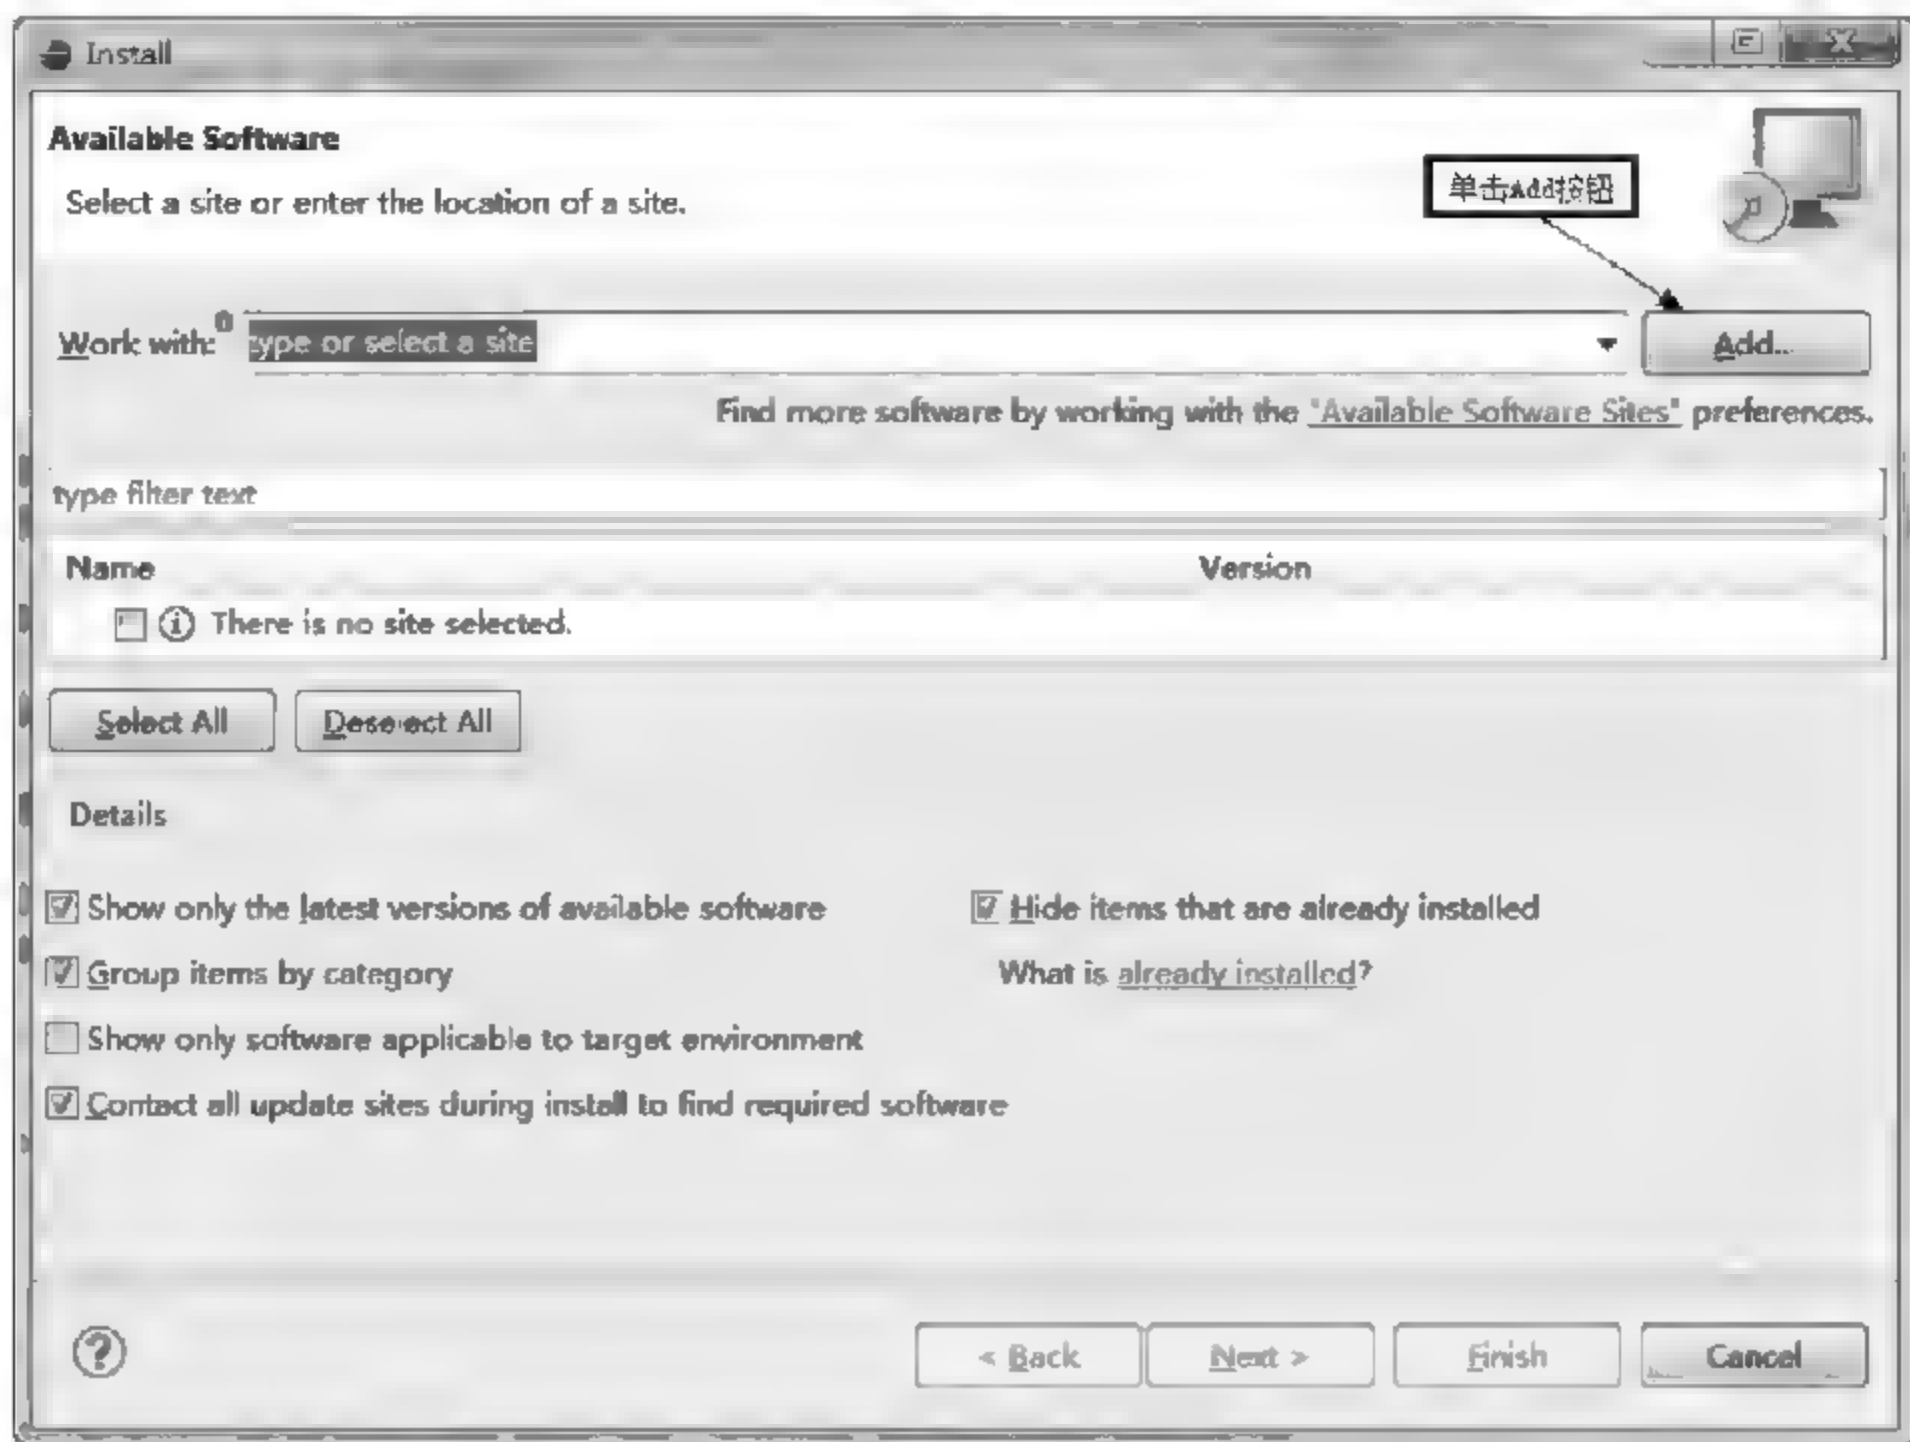 Install
Available Software
Select a site or enter the location of a site.
单击Add按钮
Work with: type or select a site Add...
Find more software by working with the "Available Software Sites" preferences.
type filter text
Name Version
There is no site selected.
Select All Deselect All
Details
Show only the latest versions of available software Hide items that are already installed
Group items by category What is already installed?
Show only software applicable to target environment
Contact all update sites during install to find required software
< Back Next > Finish Cancel